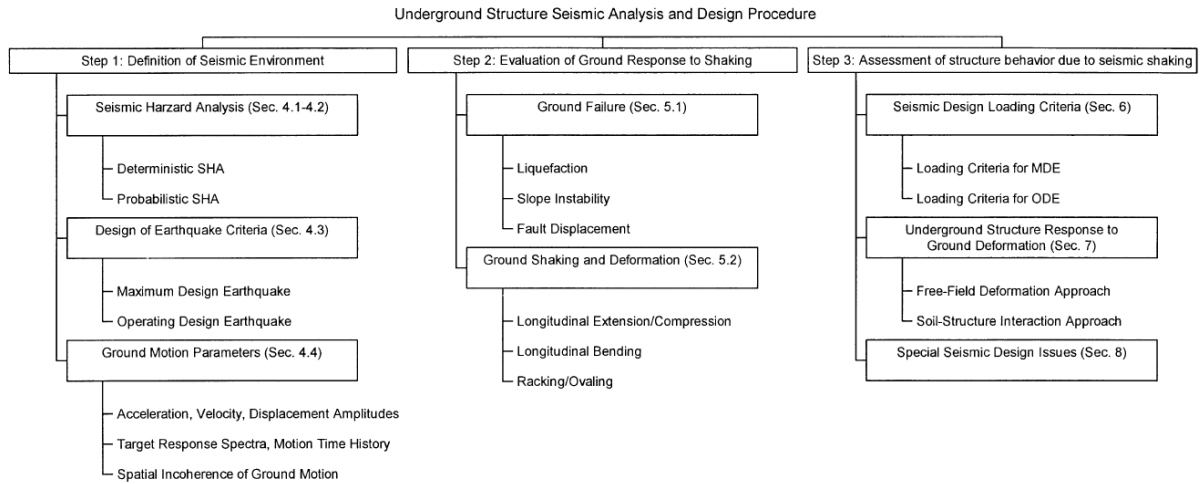 Underground Structure Seismic Analysis and Design Procedure
Step 1: Definition of Seismic Environment
Seismic Harzard Analysis (Sec. 4.1-4.2)
Deterministic SHA
Probabilistic SHA
Design of Earthquake Criteria (Sec. 4.3)
Maximum Design Earthquake
Operating Design Earthquake
Ground Motion Parameters (Sec. 4.4)
Acceleration, Velocity, Displacement Amplitudes
Target Response Spectra, Motion Time History
Spatial Incoherence of Ground Motion
Step 2: Evaluation of Ground Response to Shaking
Ground Failure (Sec. 5.1)
Liquefaction
Slope Instability
Fault Displacement
Ground Shaking and Deformation (Sec. 5.2)
Longitudinal Extension/Compression
Longitudinal Bending
Racking/Ovaling
Step 3: Assessment of structure behavior due to seismic shaking
Seismic Design Loading Criteria (Sec. 6)
Loading Criteria for MDE
Loading Criteria for ODE
Underground Structure Response to
Ground Deformation (Sec. 7)
Free-Field Deformation Approach
Soil-Structure Interaction Approach
Special Seismic Design Issues (Sec. 8)